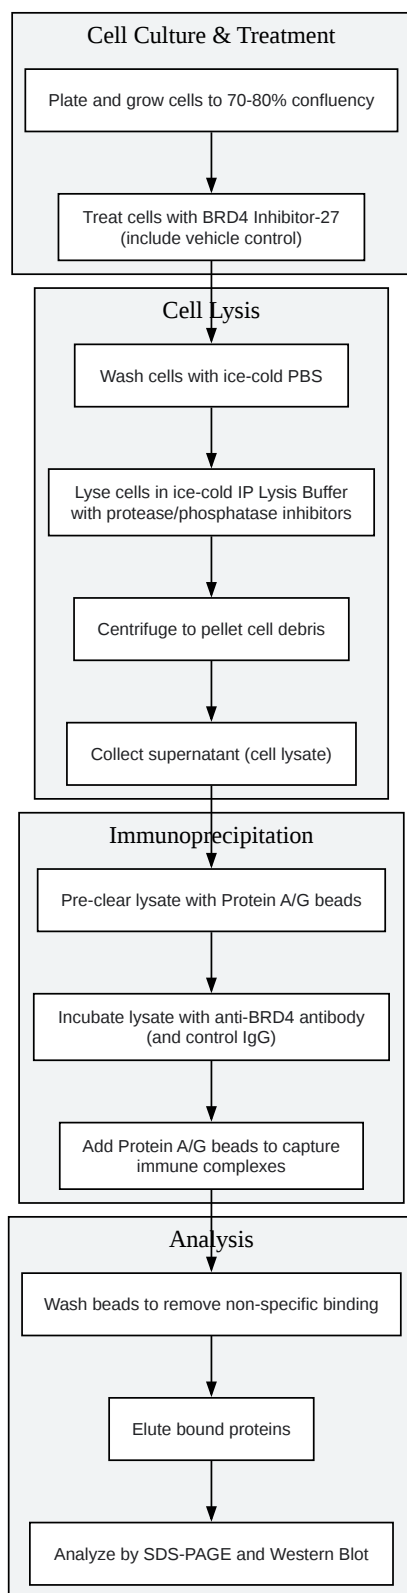 Cell Culture & Treatment
Plate and grow cells to 70-80% confluency
Treat cells with BRD4 Inhibitor-27
(include vehicle control)
Cell Lysis
Wash cells with ice-cold PBS
Lyse cells in ice-cold IP Lysis Buffer
with protease/phosphatase inhibitors
Centrifuge to pellet cell debris
Collect supernatant (cell lysate)
Immunoprecipitation
Pre-clear lysate with Protein A/G beads
Incubate lysate with anti-BRD4 antibody
(and control IgG)
Add Protein A/G beads to capture
immune complexes
Analysis
Wash beads to remove non-specific binding
Elute bound proteins
Analyze by SDS-PAGE and Western Blot